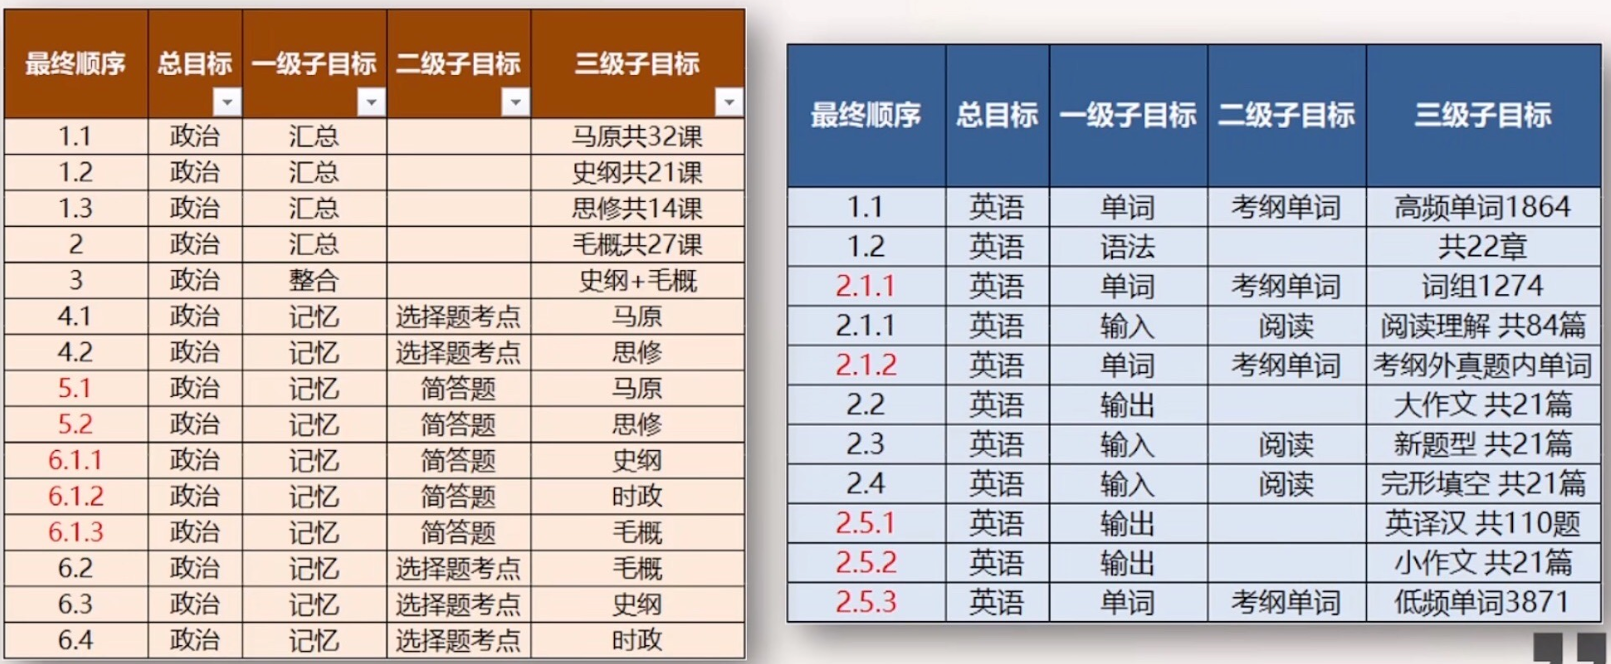 最终顺序 总目标 一级子目标 二级子目标 三级子目标
1.1 政治 汇总 马原共32课
1.2 政治 汇总 史纲共21课
1.3 政治 汇总 思修共14课
2 政治 汇总 毛概共27课
3 政治 整合 史纲+毛概
4.1 政治 记忆 选择题考点 马原
4.2 政治 记忆 选择题考点 思修
5.1 政治 记忆 简答题 马原
5.2 政治 记忆 简答题 思修
6.1.1 政治 记忆 简答题 史纲
6.1.2 政治 记忆 简答题 时政
6.1.3 政治 记忆 简答题 毛概
6.2 政治 记忆 选择题考点 毛概
6.3 政治 记忆 选择题考点 史纲
6.4 政治 记忆 选择题考点 时政
最终顺序 总目标 一级子目标 二级子目标 三级子目标
1.1 英语 单词 考纲单词 高频单词1864
1.2 英语 语法 共22章
2.1.1 英语 单词 考纲单词 词组1274
2.1.1 英语 输入 阅读 阅读理解 共84篇
2.1.2 英语 单词 考纲单词 考纲外真题内单词
2.2 英语 输出 大作文 共21篇
2.3 英语 输入 阅读 新题型 共21篇
2.4 英语 输入 阅读 完形填空 共21篇
2.5.1 英语 输出 英译汉 共110题
2.5.2 英语 输出 小作文 共21篇
2.5.3 英语 单词 考纲单词 低频单词3871